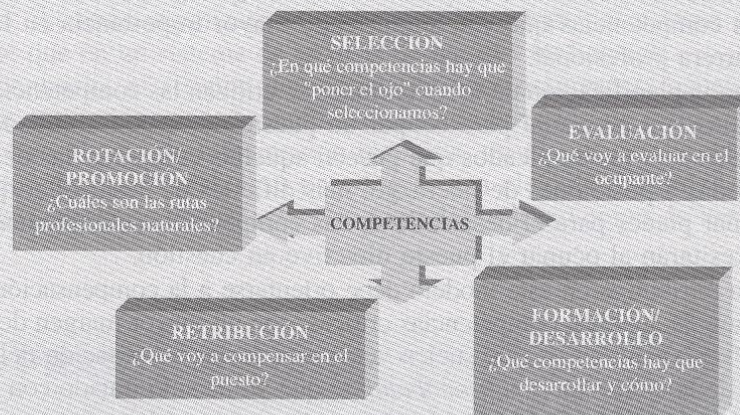 SELECCIÓN
¿En qué competencias hay que
"poner el ojo" cuando
seleccionamos?
ROTACIÓN/
PROMOCIÓN
¿Cuáles son las rutas
profesionales naturales?
EVALUACIÓN
¿Qué voy a evaluar en el
ocupante?
COMPETENCIAS
RETRIBUCIÓN
¿Qué voy a compensar en el
puesto?
FORMACIÓN/
DESARROLLO
¿Qué competencias hay que
desarrollar y cómo?